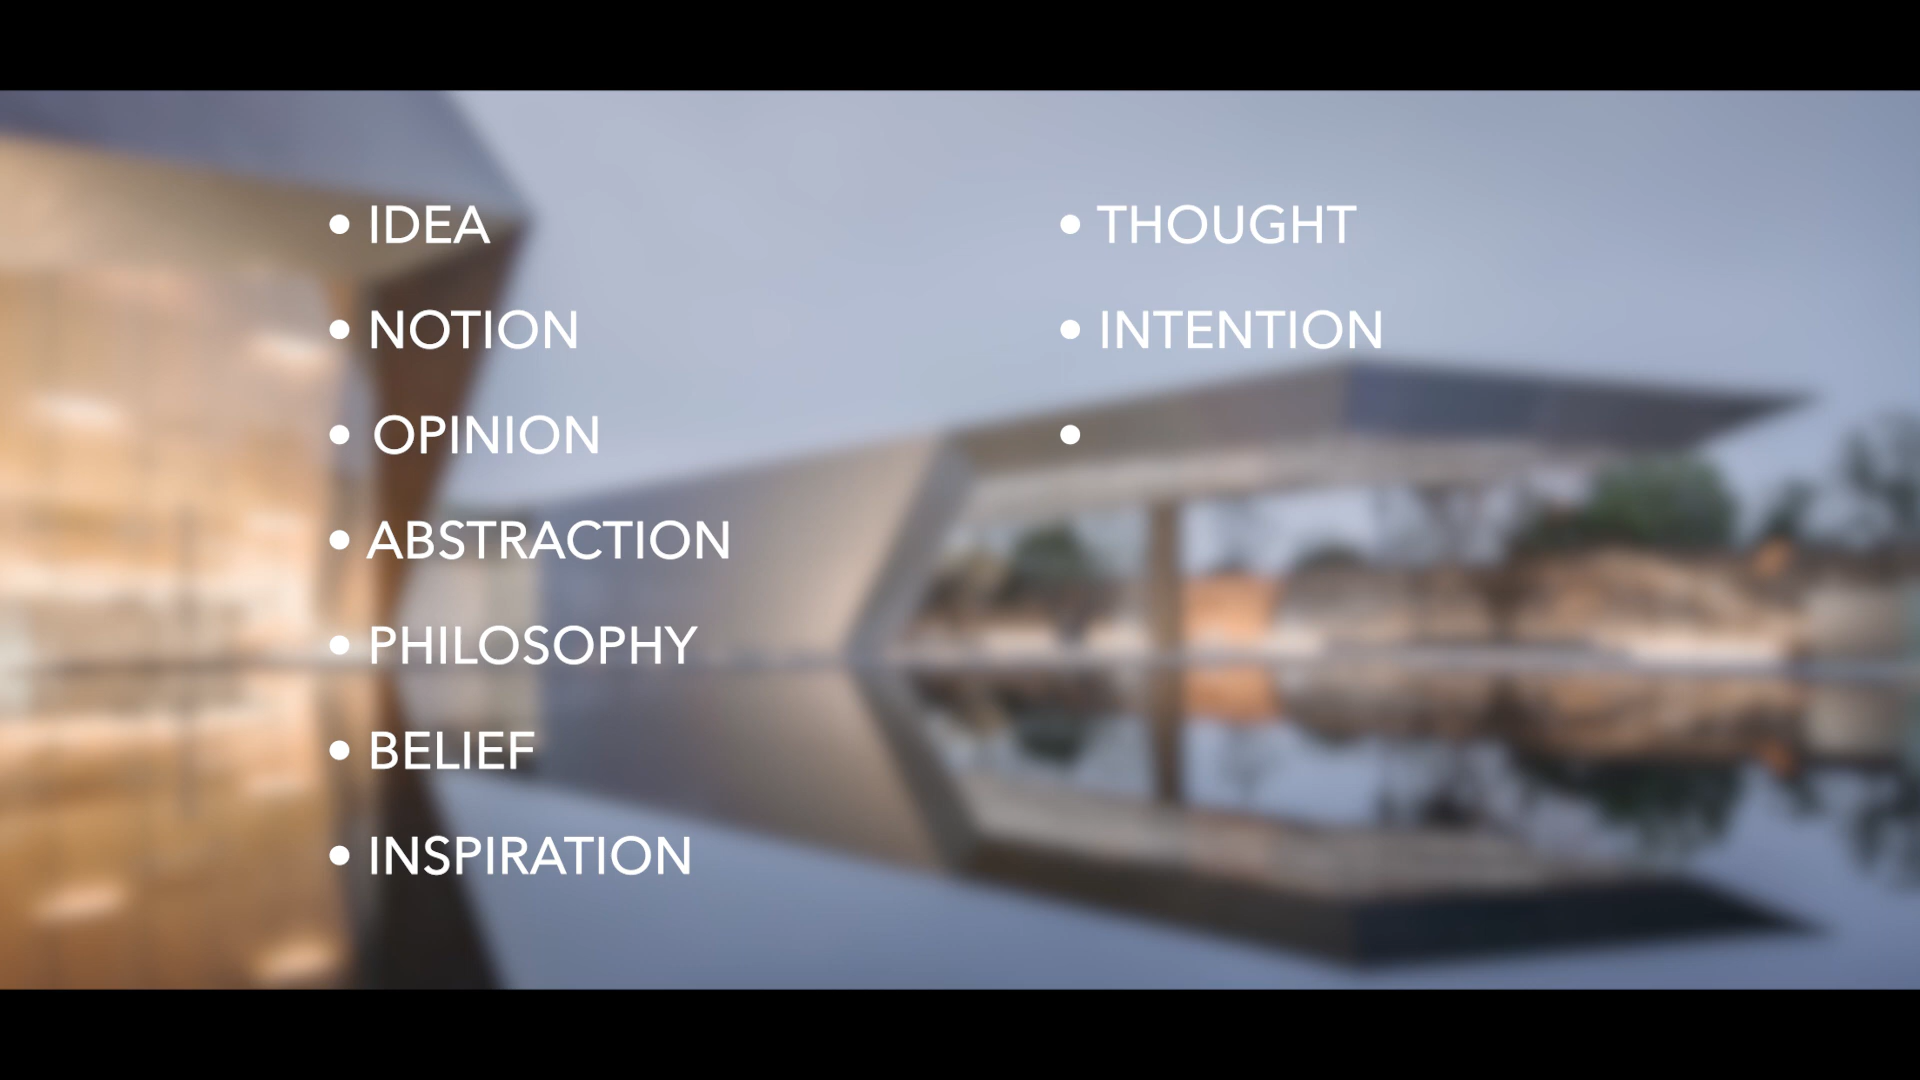 • IDEA
• NOTION
• OPINION
• ABSTRACTION
• PHILOSOPHY
• BELIEF
• INSPIRATION
• THOUGHT
• INTENTION
•